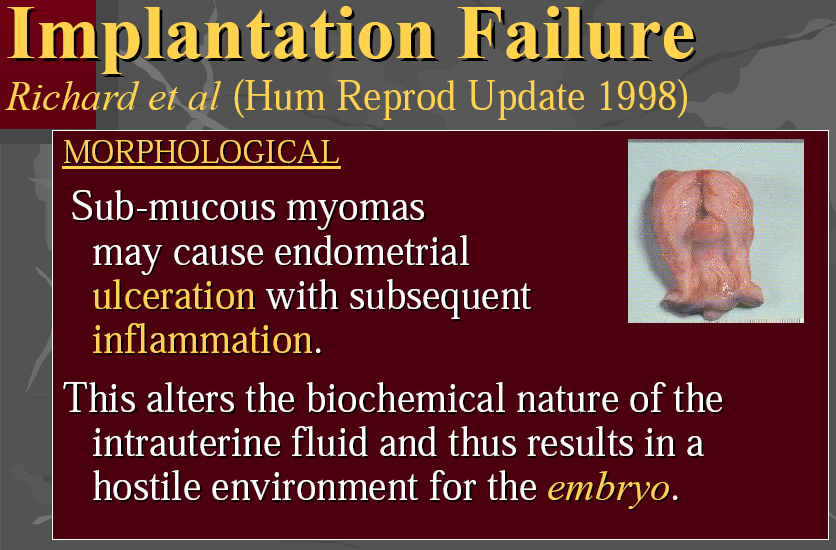 Implantation Failure
Richard et al (Hum Reprod Update 1998)
MORPHOLOGICAL
Sub-mucous myomas
may cause endometrial
ulceration with subsequent
inflammation.
This alters the biochemical nature of the
intrauterine fluid and thus results in a
hostile environment for the embryo.